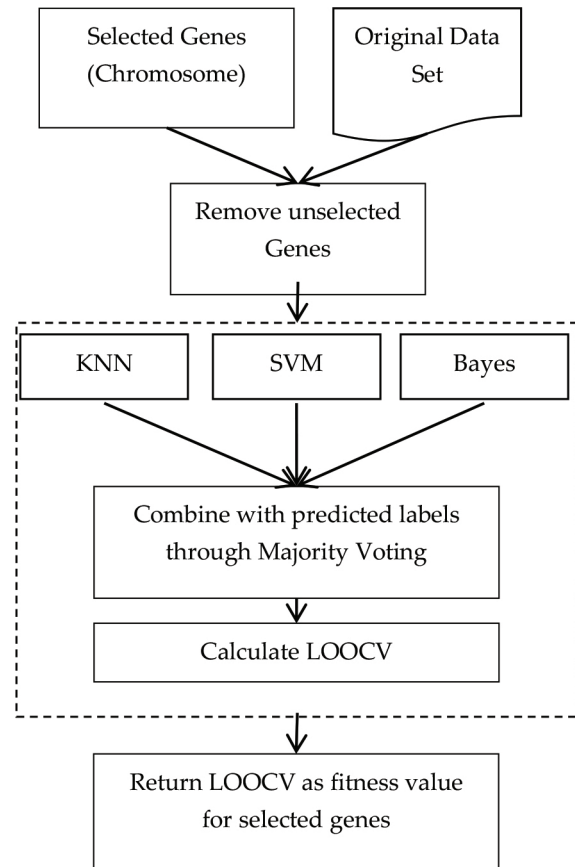 Selected Genes
(Chromosome)
Original Data
Set
Remove unselected
Genes
KNN
SVM
Bayes
Combine with predicted labels
through Majority Voting
Calculate LOOCV
Return LOOCV as fitness value
for selected genes